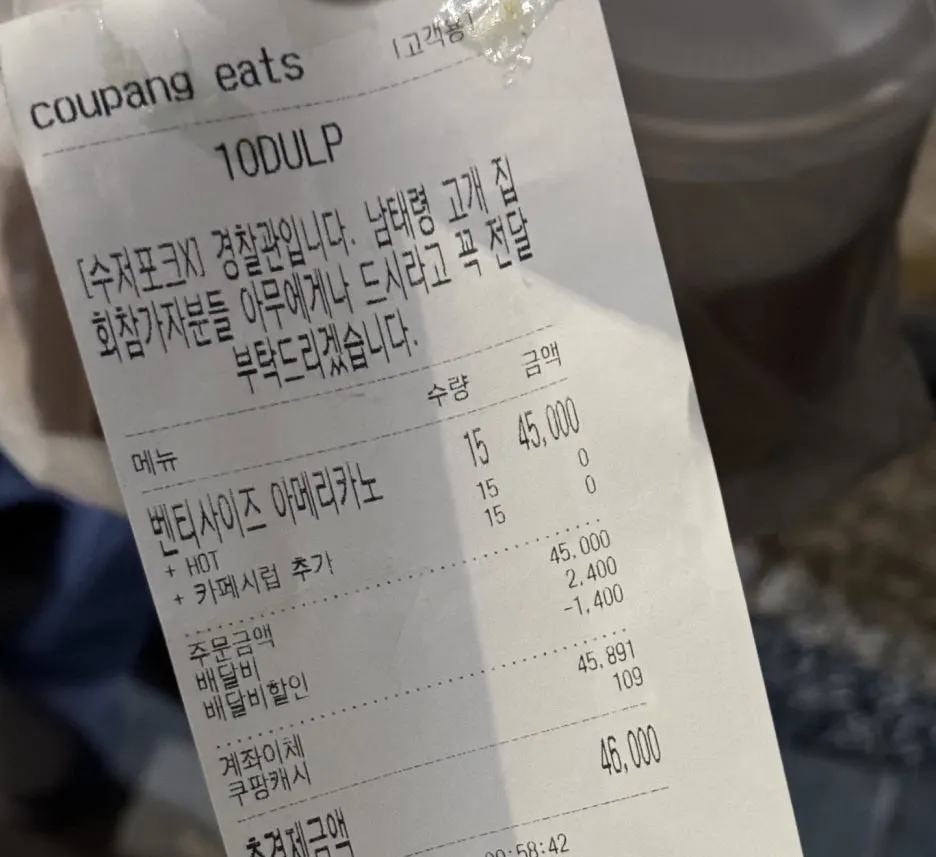 [고객용]
coupang eats
10DULP
[수저포크X] 경찰관입니다. 남태령 고개 집
회참가자분들 아무에게나 드시라고 꼭 전달
부탁드리겠습니다.
메뉴 수량 금액
벤티사이즈 아메리카노 15 45,000
+ HOT 15 0
+ 카페시럽 추가 15 0
주문금액 45,000
배달비 2,400
배달비할인 -1,400
계좌이체 45,891
쿠팡캐시 109
총결제금액 46,000
:58:42